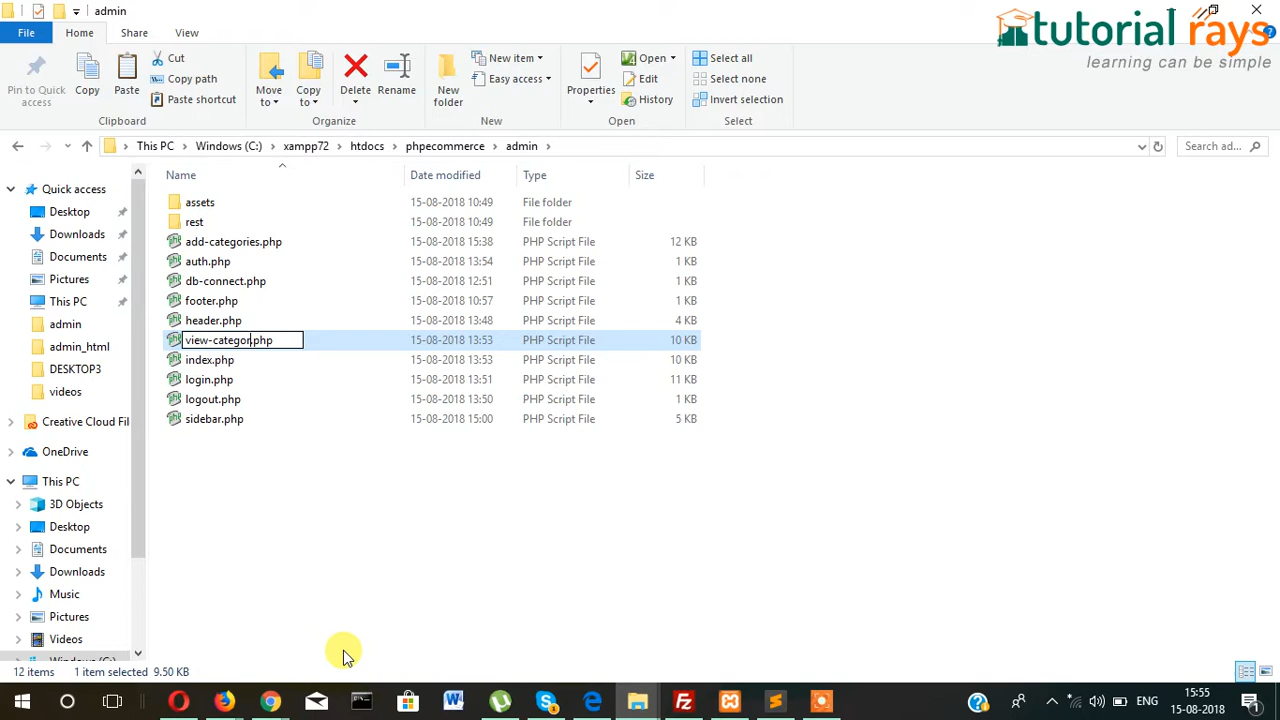 admin
tutorial rays
learning can be simple
File Home Share View
Pin to Quick access
Copy
Paste
Cut
Copy path
Paste shortcut
Clipboard
Move to
Copy to
Delete
Rename
Organize
New folder
New item
Easy access
New
Properties
Open
Edit
History
Open
Select all
Select none
Invert selection
Select
This PC > Windows (C:) > xampp72 > htdocs > phpecommerce > admin >
Search ad...
Name Date modified Type Size
assets 15-08-2018 10:49 File folder
rest 15-08-2018 10:49 File folder
add-categories.php 15-08-2018 15:38 PHP Script File 12 KB
auth.php 15-08-2018 13:54 PHP Script File 1 KB
db-connect.php 15-08-2018 12:51 PHP Script File 1 KB
footer.php 15-08-2018 10:57 PHP Script File 1 KB
header.php 15-08-2018 13:48 PHP Script File 4 KB
view-categor.php 15-08-2018 13:53 PHP Script File 10 KB
index.php 15-08-2018 13:53 PHP Script File 10 KB
login.php 15-08-2018 13:51 PHP Script File 11 KB
logout.php 15-08-2018 13:50 PHP Script File 1 KB
sidebar.php 15-08-2018 15:00 PHP Script File 5 KB
Quick access
Desktop
Downloads
Documents
Pictures
This PC
admin
admin_html
DESKTOP3
videos
Creative Cloud Fil
OneDrive
This PC
3D Objects
Desktop
Documents
Downloads
Music
Pictures
Videos
Windows (C:)
12 items 1 item selected 9.50 KB
ENG
15:55
15-08-2018